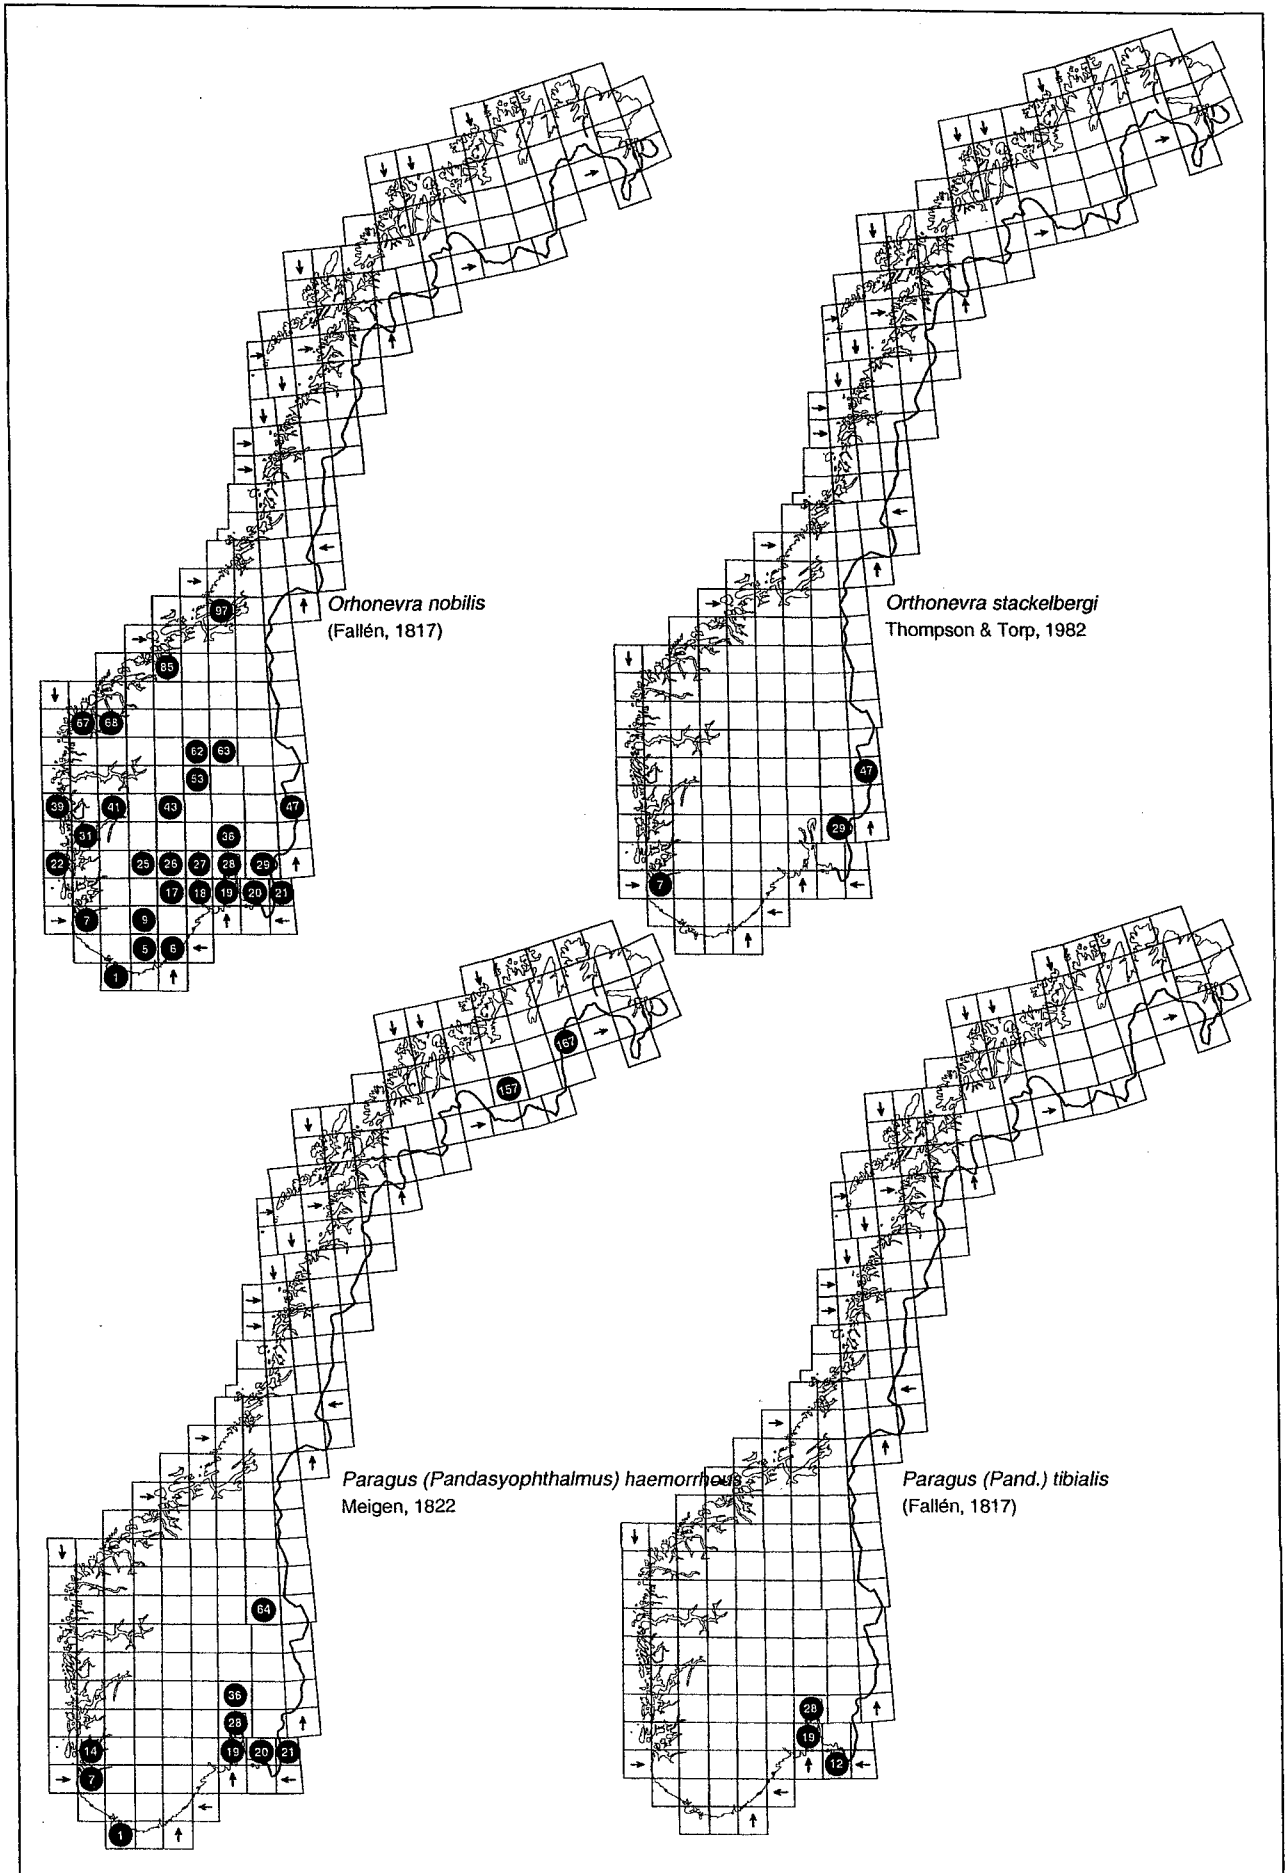 Orhonevra nobilis
(Fallén, 1817)
97
85
67 68
62 63
53
39 41 43 47
31 36
22 25 26 27 28 29
17 18 19 20 21
7 9
5 6
1
Orthonevra stackelbergi
Thompson & Torp, 1982
47
29
7
Paragus (Pandasyophthalmus) haemorrhous
Meigen, 1822
167
157
64
36
28
14 19 20 21
7
1
Paragus (Pand.) tibialis
(Fallén, 1817)
28
19
12